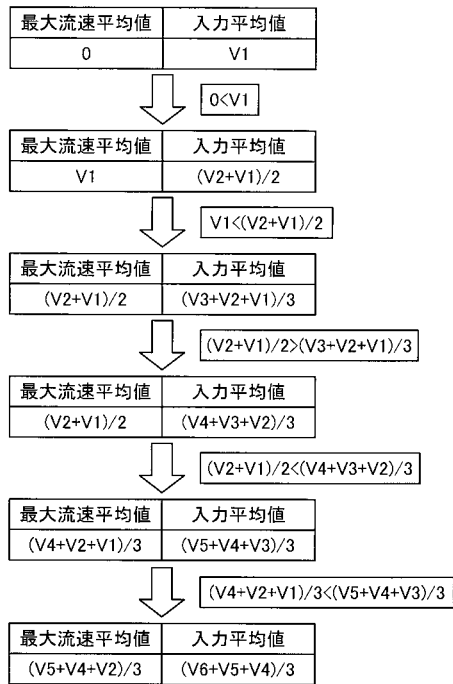 最大流速平均値 入力平均値
0 V1
0<V1
最大流速平均値 入力平均値
V1 (V2+V1)/2
V1<(V2+V1)/2
最大流速平均値 入力平均値
(V2+V1)/2 (V3+V2+V1)/3
(V2+V1)/2>(V3+V2+V1)/3
最大流速平均値 入力平均値
(V2+V1)/2 (V4+V3+V2)/3
(V2+V1)/2<(V4+V3+V2)/3
最大流速平均値 入力平均値
(V4+V2+V1)/3 (V5+V4+V3)/3
(V4+V2+V1)/3<(V5+V4+V3)/3
最大流速平均値 入力平均値
(V5+V4+V2)/3 (V6+V5+V4)/3